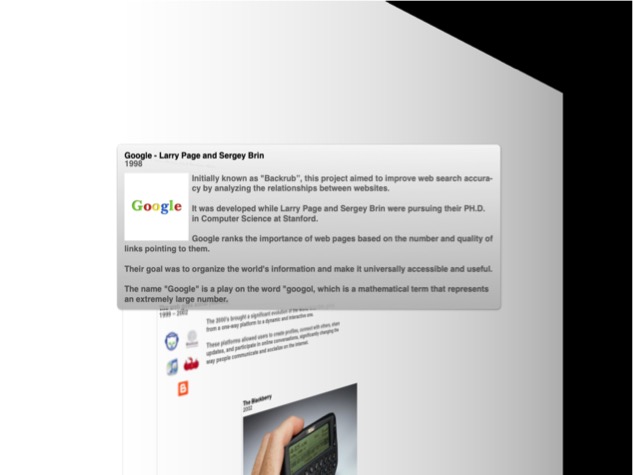 Google - Larry Page and Sergey Brin
1998
Initially known as "Backrub", this project aimed to improve web search accura-
cy by analyzing the relationships between websites.
Google
It was developed while Larry Page and Sergey Brin were pursuing their PH.D.
in Computer Science at Stanford.
Google ranks the importance of web pages based on the number and quality of
links pointing to them.
Their goal was to organize the world's information and make it universally accessible and useful.
The name "Google" is a play on the word "googol, which is a mathematical term that represents
an extremely large number.
1999 - 2002
The 2000's brought a significant evolution of the
from a one-way platform to a dynamic and interactive one.
These platforms allowed users to create profiles, connect with others, share
updates, and participate in online conversations, significantly changing the
way people communicate and socialize on the internet.
The Blackberry
2002